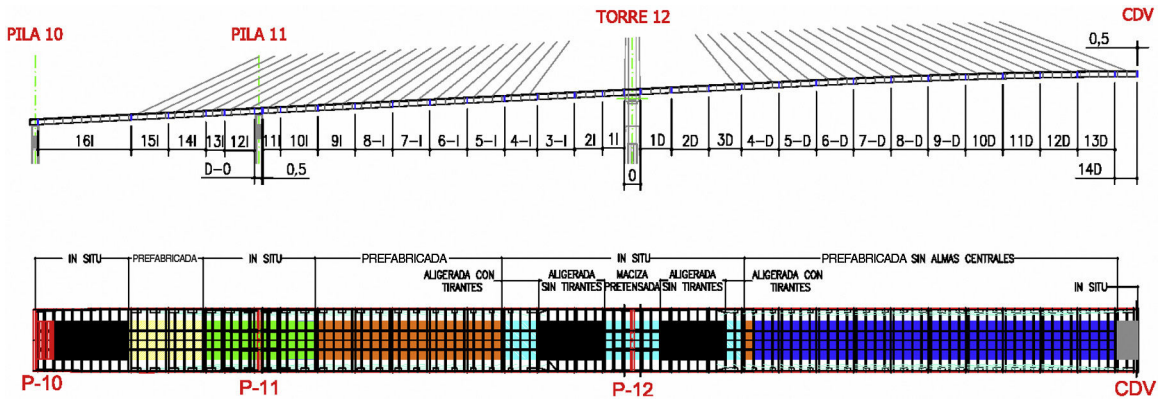 TORRE 12
CDV
PILA 10
PILA 11
0,5
16I
15I
14I
13I
12I
11I
10I
9I
8-I
7-I
6-I
5-I
4-I
3-I
2I
1I
1D
2D
3D
4-D
5-D
6-D
7-D
8-D
9-D
10D
11D
12D
13D
D-0
0,5
0
14D
IN SITU
PREFABRICADA
IN SITU
PREFABRICADA
IN SITU
PREFABRICADA SIN ALMAS CENTRALES
ALIGERADA CON
TIRANTES
ALIGERADA
SIN TIRANTES
MACIZA
PRETENSADA
ALIGERADA
SIN TIRANTES
ALIGERADA CON
TIRANTES
IN SITU
P-10
P-11
P-12
CDV